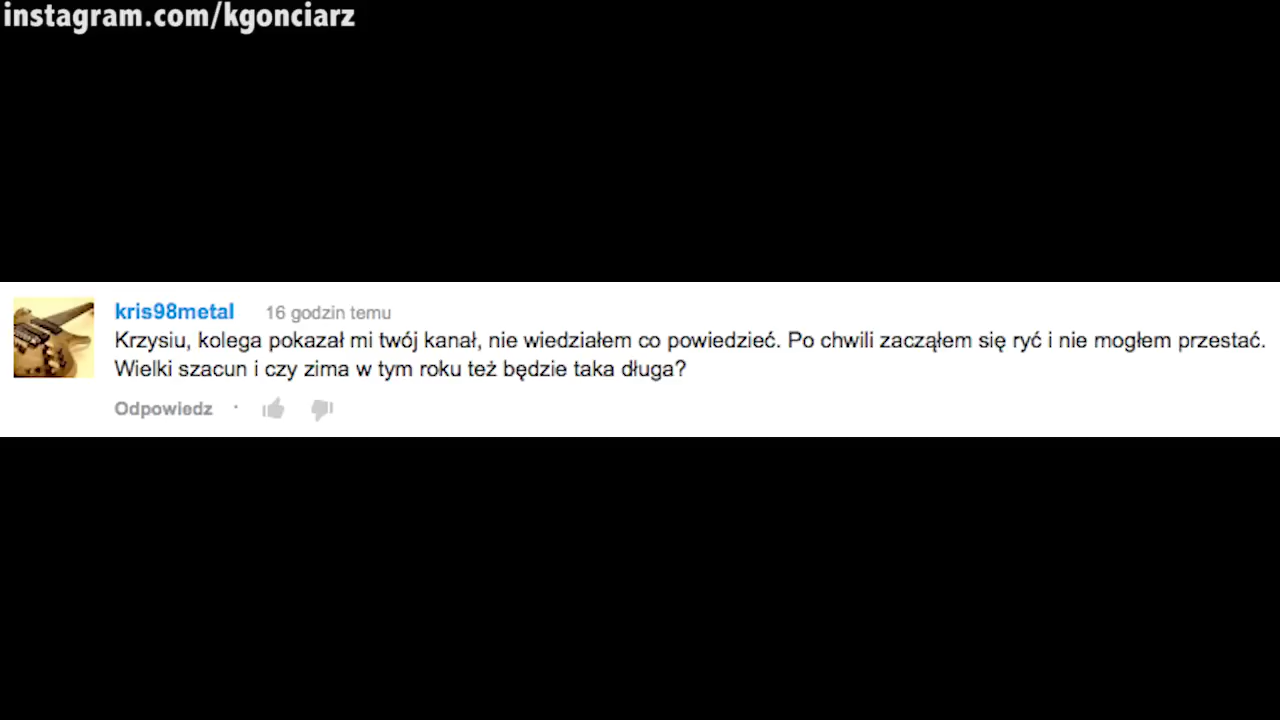 instagram.com/kgonciarz
kris98metal 16 godzin temu
Krzysiu, kolega pokazał mi twój kanał, nie wiedziałem co powiedzieć. Po chwili zacząłem się ryć i nie mogłem przestać.
Wielki szacun i czy zima w tym roku też będzie taka długa?
Odpowiedz ·